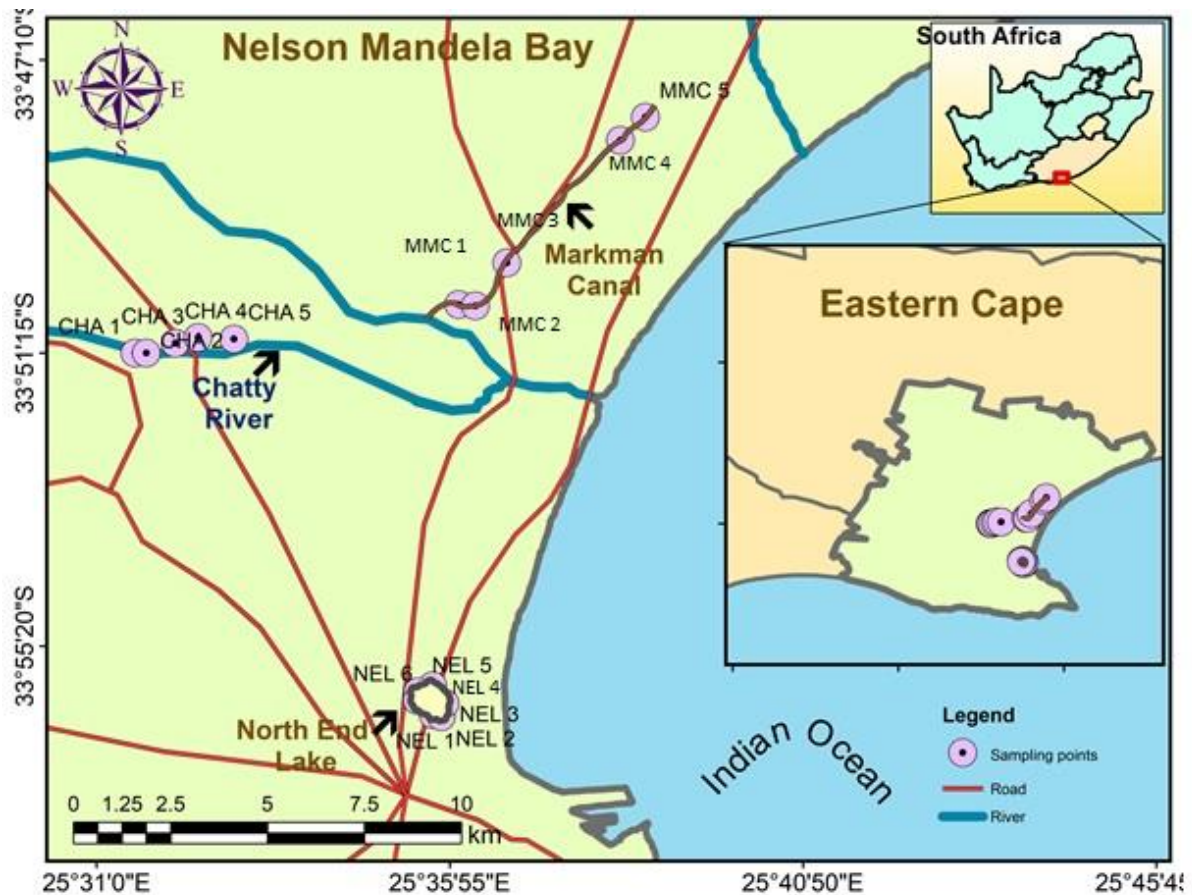 Nelson Mandela Bay
South Africa
N
W E
S
33°47'10"S
33°51'15"S
33°55'20"S
MMC 5
MMC 4
MMC 3
MMC 1
MMC 2
Markman
Canal
CHA 1
CHA 3
CHA 4
CHA 5
CHA 2
Chatty
River
Eastern Cape
NEL 6
NEL 5
NEL 4
NEL 3
NEL 1
NEL 2
North End
Lake
Indian Ocean
Legend
Sampling points
Road
River
0 1.25 2.5 5 7.5 10
km
25°31'0"E
25°35'55"E
25°40'50"E